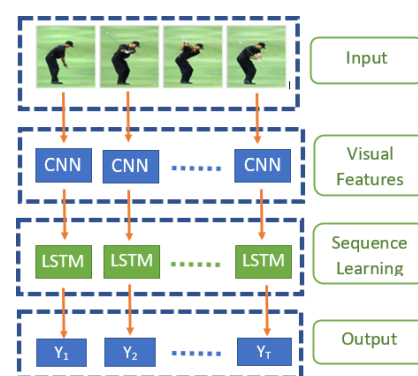 Input
CNN CNN CNN
Visual
Features
LSTM LSTM LSTM
Sequence
Learning
Y1 Y2 YT
Output